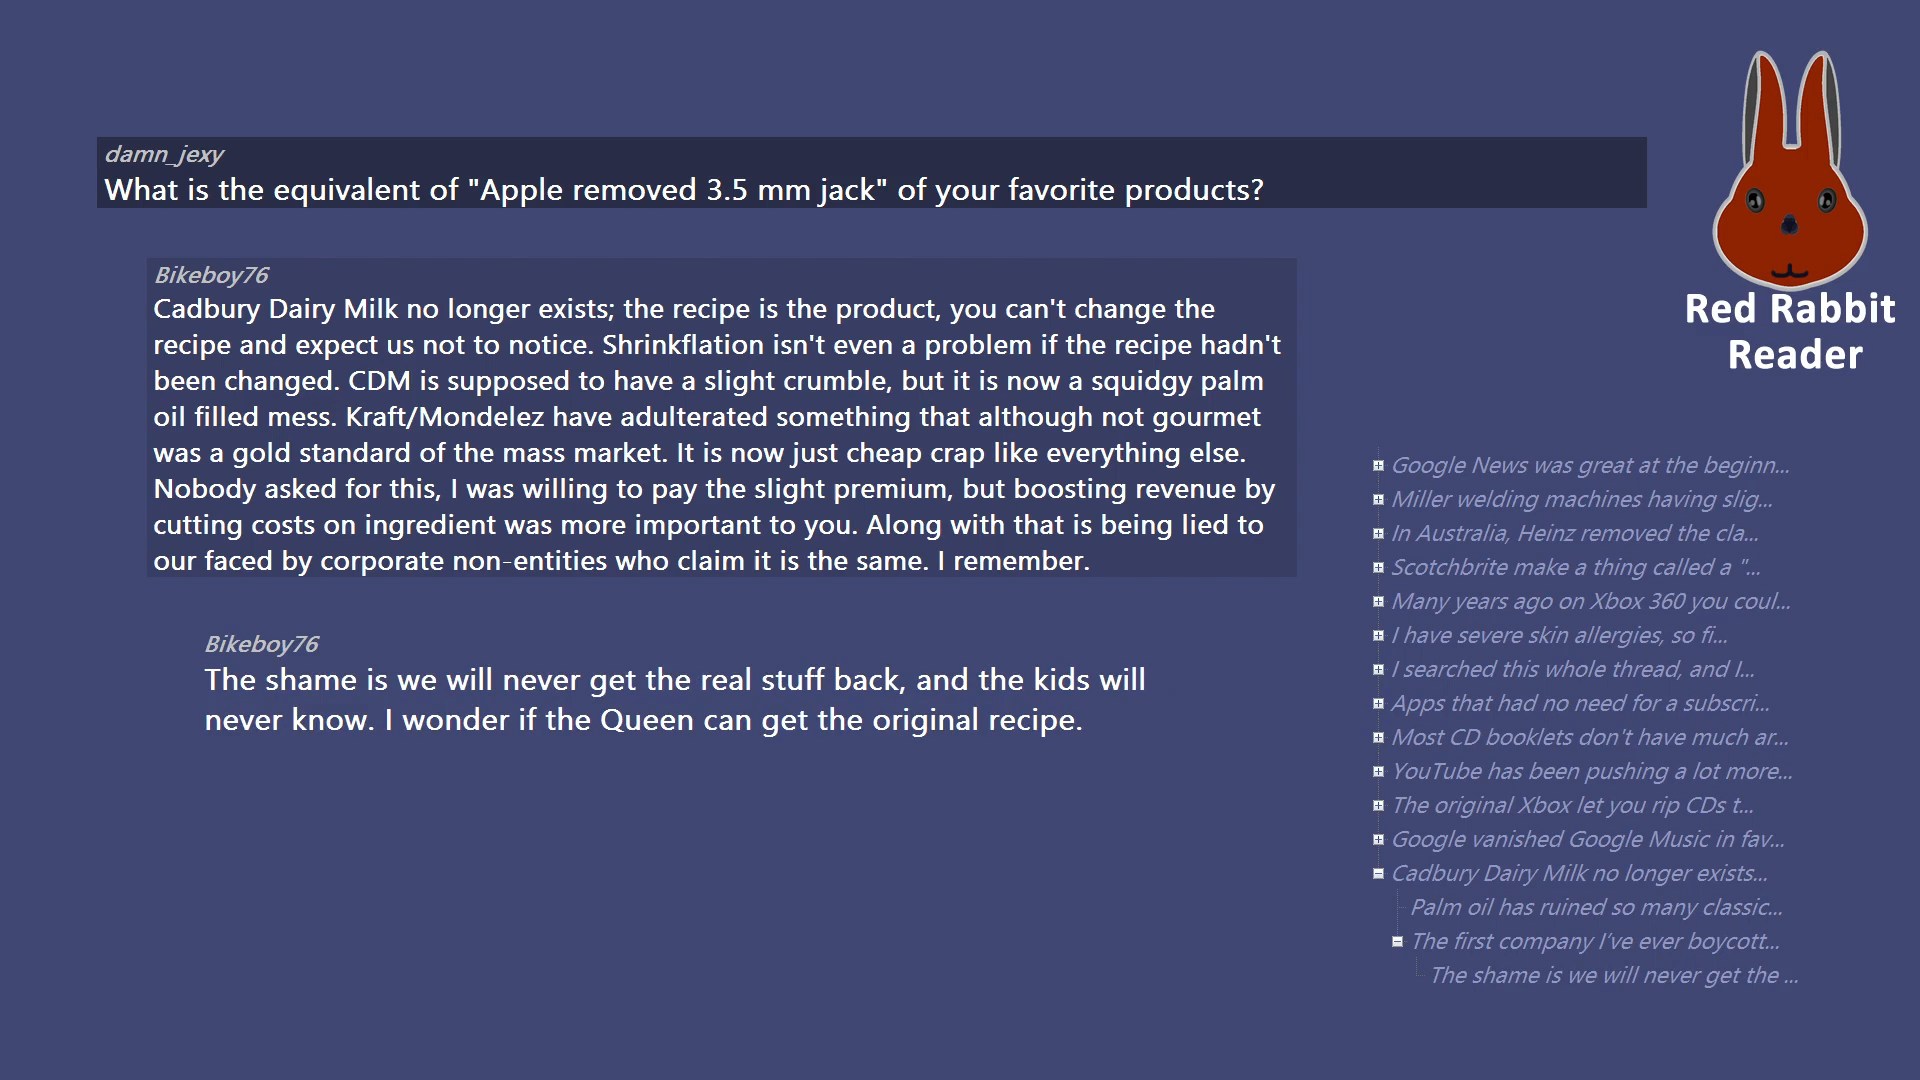 damn_jexy
What is the equivalent of "Apple removed 3.5 mm jack" of your favorite products?
Bikeboy76
Cadbury Dairy Milk no longer exists; the recipe is the product, you can't change the
recipe and expect us not to notice. Shrinkflation isn't even a problem if the recipe hadn't
been changed. CDM is supposed to have a slight crumble, but it is now a squidgy palm
oil filled mess. Kraft/Mondelez have adulterated something that although not gourmet
was a gold standard of the mass market. It is now just cheap crap like everything else.
Nobody asked for this, I was willing to pay the slight premium, but boosting revenue by
cutting costs on ingredient was more important to you. Along with that is being lied to
our faced by corporate non-entities who claim it is the same. I remember.
Bikeboy76
The shame is we will never get the real stuff back, and the kids will
never know. I wonder if the Queen can get the original recipe.
Red Rabbit
Reader
Google News was great at the beginn...
Miller welding machines having slig...
In Australia, Heinz removed the cla...
Scotchbrite make a thing called a "...
Many years ago on Xbox 360 you coul...
I have severe skin allergies, so fi...
I searched this whole thread, and I...
Apps that had no need for a subscri...
Most CD booklets don't have much ar...
YouTube has been pushing a lot more...
The original Xbox let you rip CDs t...
Google vanished Google Music in fav...
Cadbury Dairy Milk no longer exists...
Palm oil has ruined so many classic...
The first company I've ever boycott...
The shame is we will never get the ...